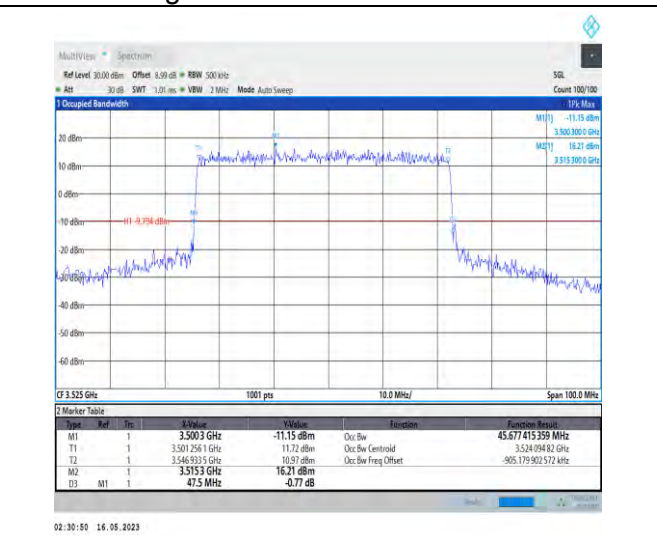 MultiView Spectrum
Ref Level 30.00 dBm Offset 8.99 dB RBW 500 kHz SGL
Att 30 dB SWT 1.01 ms VBW 2 MHz Mode Auto Sweep Count 100/100
1 Occupied Bandwidth 1Pk Max
M1[1] -11.15 dBm
3.500 300 0 GHz
M2[1] 16.21 dBm
3.515 300 0 GHz
20 dBm
M2
T1
T2
10 dBm
0 dBm
M1
-10 dBm H1 -9.794 dBm
-20 dBm
-30 dBm
-40 dBm
-50 dBm
-60 dBm
CF 3.525 GHz 1001 pts 10.0 MHz/ Span 100.0 MHz
2 Marker Table
Type Ref Trc X-Value Y-Value Function Function Result
M1 1 3.5003 GHz -11.15 dBm Occ Bw 45.677 415 359 MHz
T1 1 3.501 256 1 GHz 11,72 dBm Occ Bw Centroid 3.524 094 82 GHz
T2 1 3.546 933 5 GHz 10,97 dBm Occ Bw Freq Offset -905.179 902 572 kHz
M2 1 3.5153 GHz 16.21 dBm
D3 M1 1 47.5 MHz -0.77 dB
02:30:50 16.05.2023